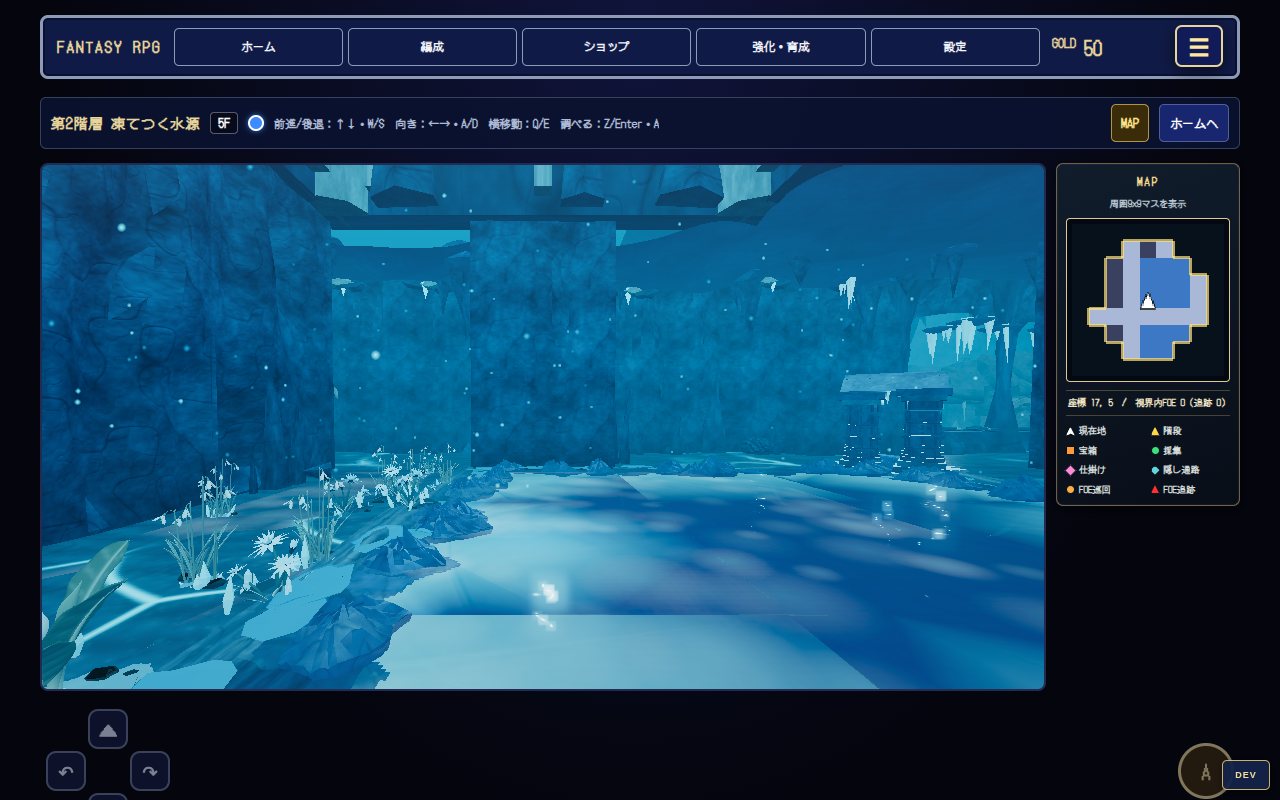 FANTASY RPG
ホーム
編成
ショップ
強化・育成
設定
GOLD 50
第2階層 凍てつく水源 5F
前進/後退：↑↓・W/S 向き：←→・A/D 横移動：Q/E 調べる：Z/Enter・A
MAP
ホームへ
MAP
周囲9x9マスを表示
座標 17, 5 / 視界内FOE 0 (追跡 0)
現在地
階段
宝箱
採集
仕掛け
隠し通路
FOE巡回
FOE追跡
A
DEV